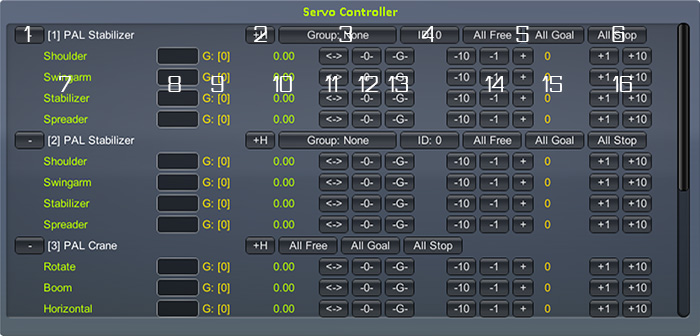 Servo Controller
1 [1] PAL Stabilizer 2 +H 3 Group: None 4 ID: 0 All Free 5 All Goal 6 All Stop
Shoulder G: [0] 0.00 <-> -0- -G- -10 -1 + 0 +1 +10
Swingarm G: [0] 0.00 <-> -0- -G- -10 -1 + 0 +1 +10
7 8 9 10 11 12 13 14 15 16
Stabilizer G: [0] 0.00 <-> -0- -G- -10 -1 + 0 +1 +10
Spreader G: [0] 0.00 <-> -0- -G- -10 -1 + 0 +1 +10
- [2] PAL Stabilizer +H Group: None ID: 0 All Free All Goal All Stop
Shoulder G: [0] 0.00 <-> -0- -G- -10 -1 + 0 +1 +10
Swingarm G: [0] 0.00 <-> -0- -G- -10 -1 + 0 +1 +10
Stabilizer G: [0] 0.00 <-> -0- -G- -10 -1 + 0 +1 +10
Spreader G: [0] 0.00 <-> -0- -G- -10 -1 + 0 +1 +10
- [3] PAL Crane +H All Free All Goal All Stop
Rotate G: [0] 0.00 <-> -0- -G- -10 -1 + 0 +1 +10
Boom G: [0] 0.00 <-> -0- -G- -10 -1 + 0 +1 +10
Horizontal G: [0] 0.00 <-> -0- -G- -10 -1 + 0 +1 +10